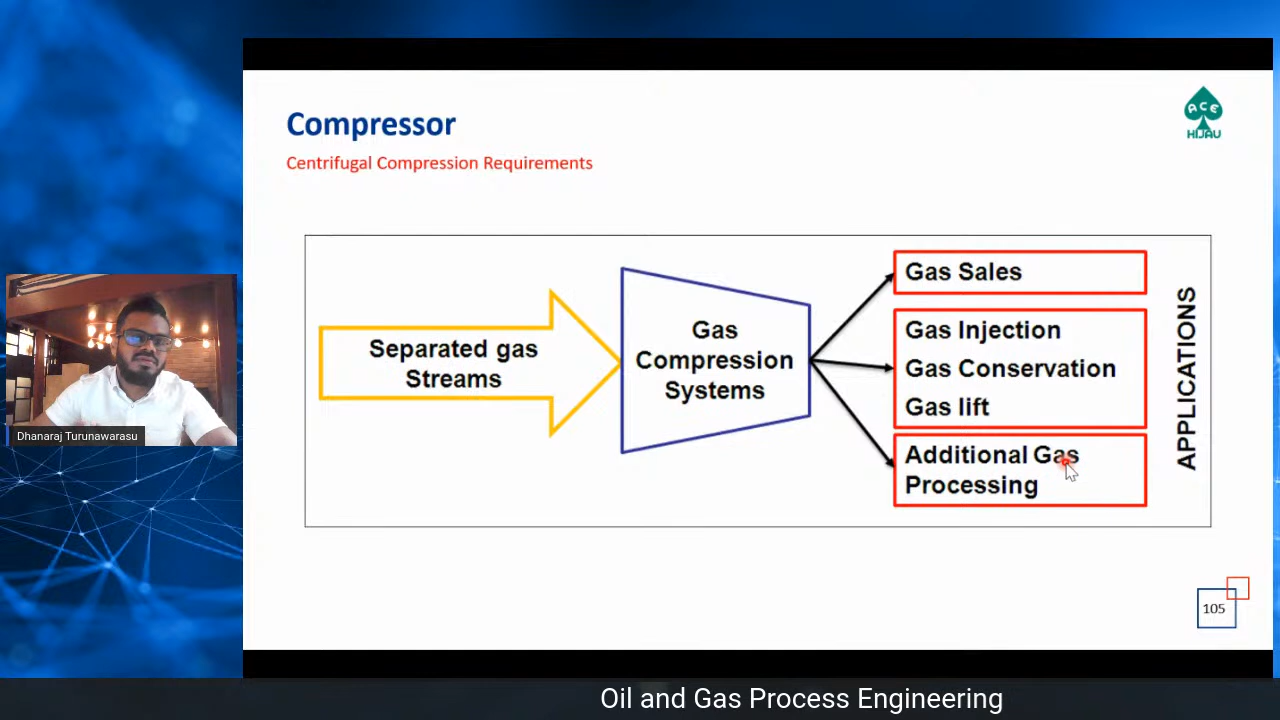 Compressor
Centrifugal Compression Requirements
ACE
HIJAU
Separated gas
Streams
Gas
Compression
Systems
Gas Sales
Gas Injection
Gas Conservation
Gas lift
Additional Gas
Processing
APPLICATIONS
Dhanaraj Turunawarasu
105
Oil and Gas Process Engineering